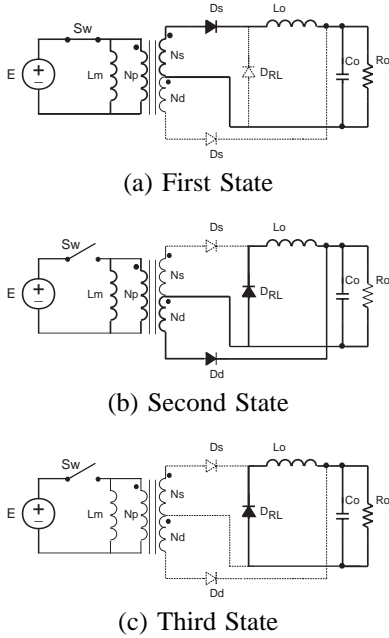 Sw
Ds
Lo
E
Lm
Np
Ns
Nd
DRL
Co
Ro
Ds
(a) First State
Sw
Ds
Lo
E
Lm
Np
Ns
Nd
DRL
Co
Ro
Dd
(b) Second State
Sw
Ds
Lo
E
Lm
Np
Ns
Nd
DRL
Co
Ro
Dd
(c) Third State